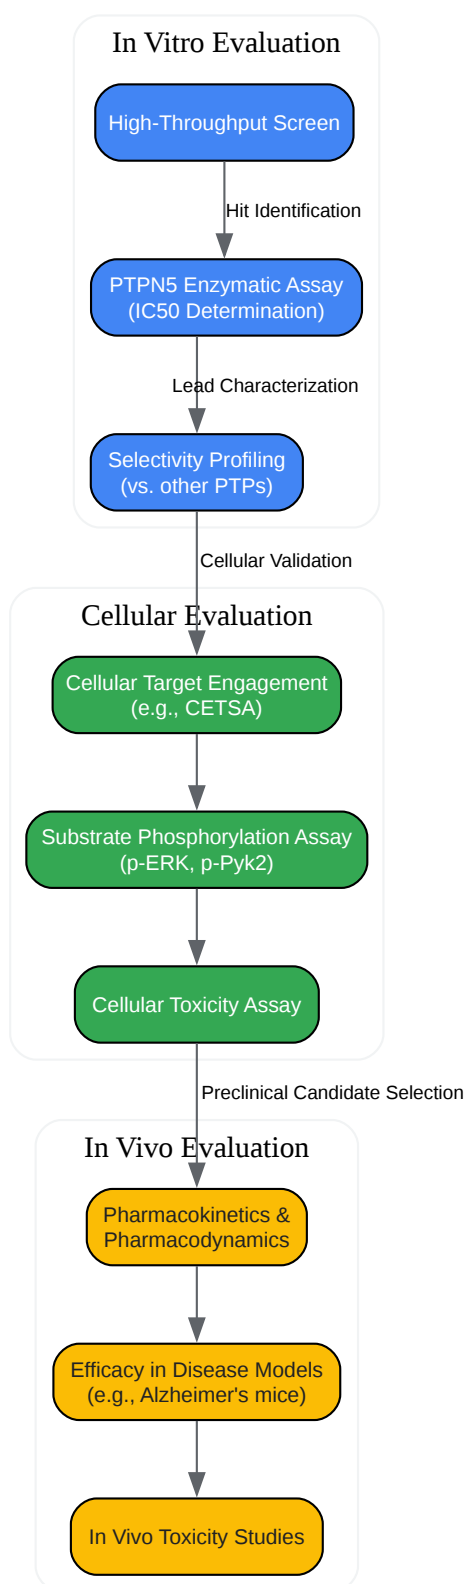 In Vitro Evaluation
High-Throughput Screen
Hit Identification
PTPN5 Enzymatic Assay
(IC50 Determination)
Lead Characterization
Selectivity Profiling
(vs. other PTPs)
Cellular Validation
Cellular Evaluation
Cellular Target Engagement
(e.g., CETSA)
Substrate Phosphorylation Assay
(p-ERK, p-Pyk2)
Cellular Toxicity Assay
Preclinical Candidate Selection
In Vivo Evaluation
Pharmacokinetics &
Pharmacodynamics
Efficacy in Disease Models
(e.g., Alzheimer's mice)
In Vivo Toxicity Studies